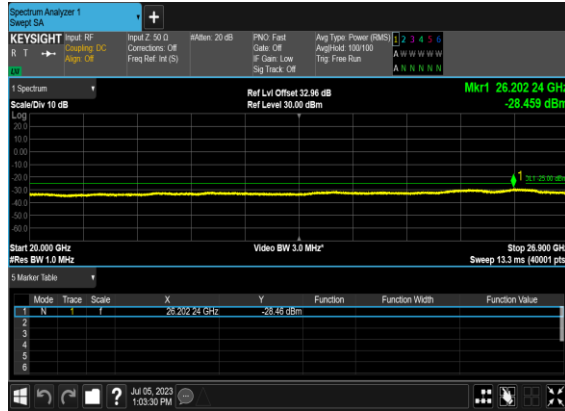 Spectrum Analyzer 1
Swept SA
+
KEYSIGHT Input: RF Input Z: 50 Ω #Atten: 20 dB PNO: Fast Avg Type: Power (RMS) 1 2 3 4 5 6
R T Coupling: DC Corrections: Off Gate: Off Avg|Hold: 100/100 A W W W W W
Align: Off Freq Ref: Int (S) IF Gain: Low Trig: Free Run
Sig Track: Off A N N N N N
1 Spectrum Ref Lvl Offset 32.96 dB Mkr1 26.202 24 GHz
Scale/Div 10 dB Ref Level 30.00 dBm -28.459 dBm
Log
20.0
10.0
0.00
-10.0
-20.0 1 DL1 -25.00 dBm
-30.0
-40.0
-50.0
-60.0
Start 20.000 GHz Video BW 3.0 MHz* Stop 26.900 GHz
#Res BW 1.0 MHz Sweep 13.3 ms (40001 pts)
5 Marker Table
Mode Trace Scale X Y Function Function Width Function Value
1 N 1 f 26.202 24 GHz -28.46 dBm
2
3
4
5
6
? Jul 05, 2023
1:03:30 PM